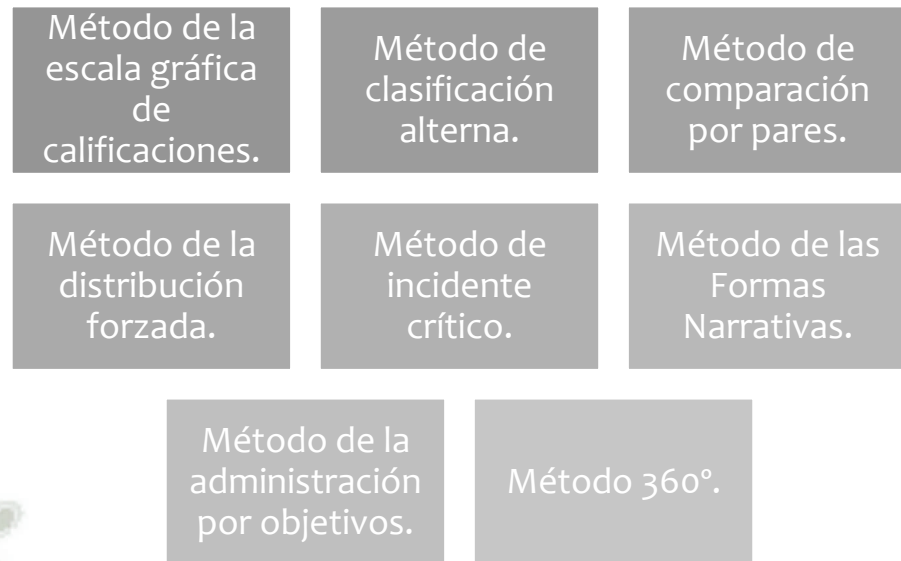 Método de la
escala gráfica
de
calificaciones.
Método de
clasificación
alterna.
Método de
comparación
por pares.
Método de la
distribución
forzada.
Método de
incidente
crítico.
Método de las
Formas
Narrativas.
Método de la
administración
por objetivos.
Método 360º.